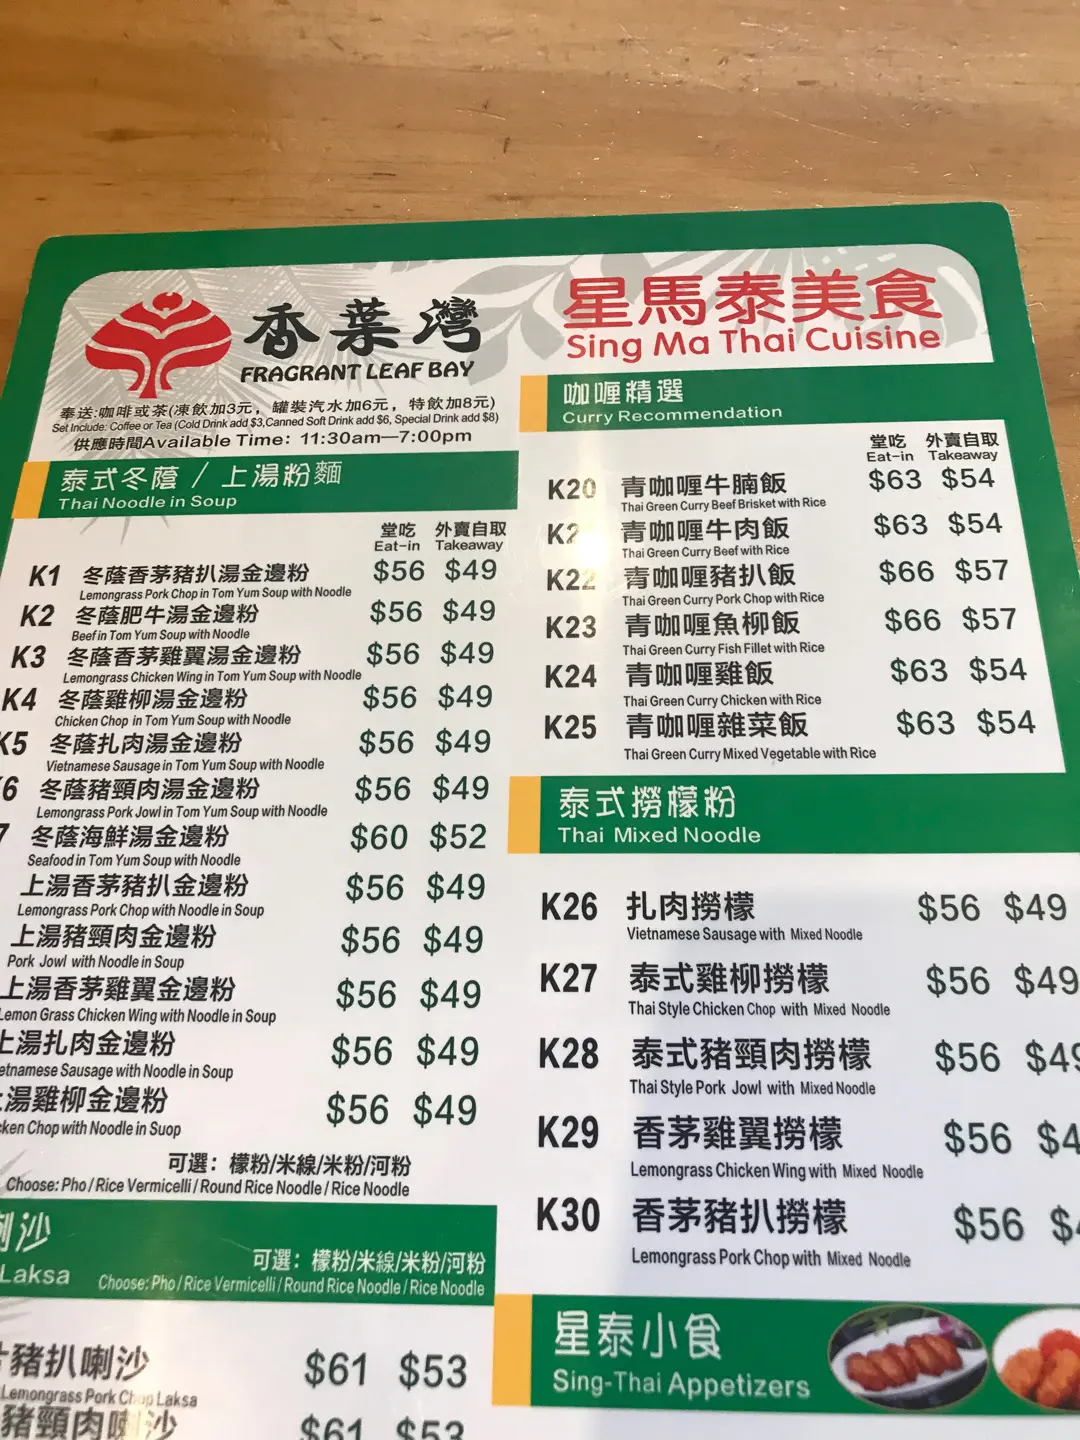 香葉灣
FRAGRANT LEAF BAY
奉送:咖啡或茶(凍飲加3元，罐裝汽水加6元，特飲加8元)
Set Include: Coffee or Tea (Cold Drink add $3,Canned Soft Drink add $6, Special Drink add $8)
供應時間Available Time: 11:30am—7:00pm
泰式冬蔭 / 上湯粉麵
Thai Noodle in Soup
堂吃 外賣自取
Eat-in Takeaway
K1 冬蔭香茅豬扒湯金邊粉 $56 $49
Lemongrass Pork Chop in Tom Yum Soup with Noodle
K2 冬蔭肥牛湯金邊粉 $56 $49
Beef in Tom Yum Soup with Noodle
K3 冬蔭香茅雞翼湯金邊粉 $56 $49
Lemongrass Chicken Wing in Tom Yum Soup with Noodle
K4 冬蔭雞柳湯金邊粉 $56 $49
Chicken Chop in Tom Yum Soup with Noodle
K5 冬蔭扎肉湯金邊粉 $56 $49
Vietnamese Sausage in Tom Yum Soup with Noodle
6 冬蔭豬頸肉湯金邊粉 $56 $49
Lemongrass Pork Jowl in Tom Yum Soup with Noodle
7 冬蔭海鮮湯金邊粉 $60 $52
Seafood in Tom Yum Soup with Noodle
上湯香茅豬扒金邊粉 $56 $49
Lemongrass Pork Chop with Noodle in Soup
上湯豬頸肉金邊粉 $56 $49
Pork Jowl with Noodle in Soup
上湯香茅雞翼金邊粉 $56 $49
Lemon Grass Chicken Wing with Noodle in Soup
上湯扎肉金邊粉 $56 $49
etnamese Sausage with Noodle in Soup
上湯雞柳金邊粉 $56 $49
ken Chop with Noodle in Suop
可選：檬粉/米線/米粉/河粉
Choose: Pho / Rice Vermicelli / Round Rice Noodle / Rice Noodle
喇沙 可選：檬粉/米線/米粉/河粉
Laksa Choose: Pho / Rice Vermicelli / Round Rice Noodle / Rice Noodle
豬扒喇沙 $61 $53
Lemongrass Pork Chop Laksa
豬頸肉喇沙 $61 $53
星馬泰美食
Sing Ma Thai Cuisine
咖喱精選
Curry Recommendation
堂吃 外賣自取
Eat-in Takeaway
K20 青咖喱牛腩飯 $63 $54
Thai Green Curry Beef Brisket with Rice
K2 青咖喱牛肉飯 $63 $54
Thai Green Curry Beef with Rice
K22 青咖喱豬扒飯 $66 $57
Thai Green Curry Pork Chop with Rice
K23 青咖喱魚柳飯 $66 $57
Thai Green Curry Fish Fillet with Rice
K24 青咖喱雞飯 $63 $54
Thai Green Curry Chicken with Rice
K25 青咖喱雜菜飯 $63 $54
Thai Green Curry Mixed Vegetable with Rice
泰式撈檬粉
Thai Mixed Noodle
K26 扎肉撈檬 $56 $49
Vietnamese Sausage with Mixed Noodle
K27 泰式雞柳撈檬 $56 $49
Thai Style Chicken Chop with Mixed Noodle
K28 泰式豬頸肉撈檬 $56 $49
Thai Style Pork Jowl with Mixed Noodle
K29 香茅雞翼撈檬 $56 $4
Lemongrass Chicken Wing with Mixed Noodle
K30 香茅豬扒撈檬 $56 $
Lemongrass Pork Chop with Mixed Noodle
星泰小食
Sing-Thai Appetizers